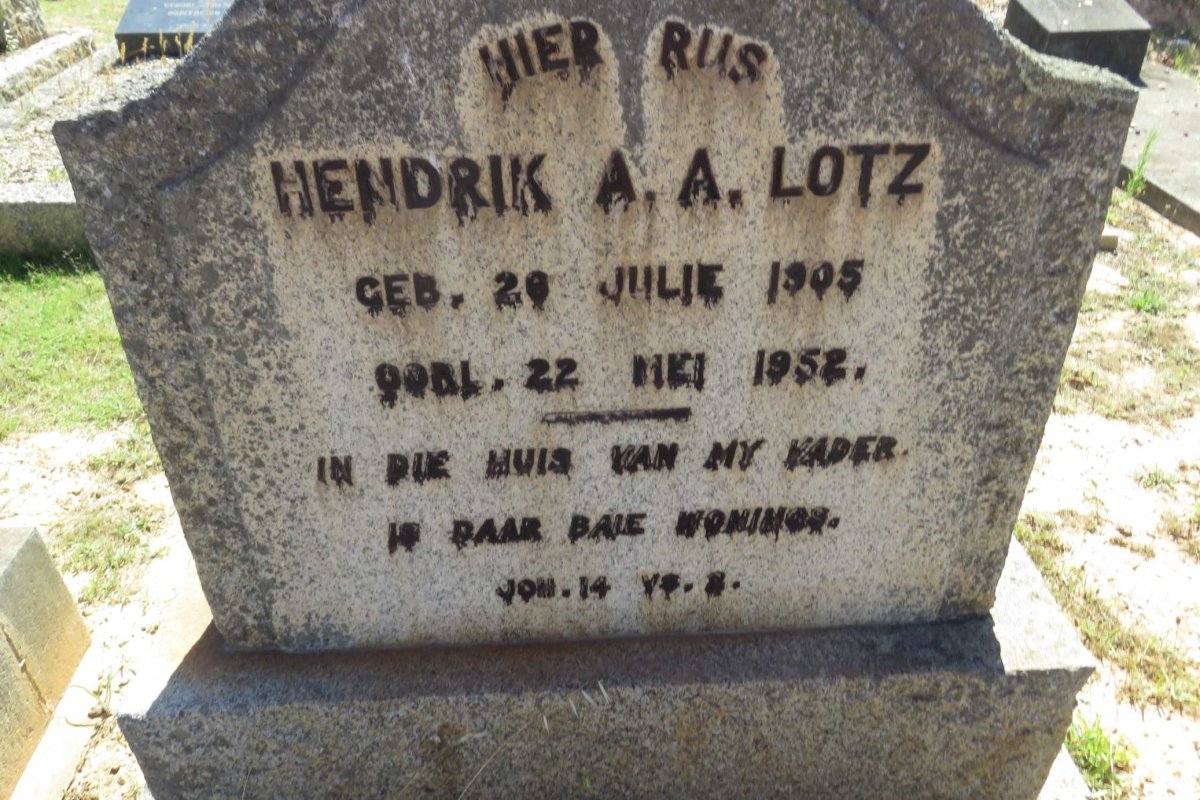 HIER RUS
HENDRIK A. A. LOTZ
GEB. 26 JULIE 1905
OORL. 22 MEI 1952.
IN DIE HUIS VAN MY VADER
IS DAAR BAIE WONINGS.
JOH. 14 VS. 2.